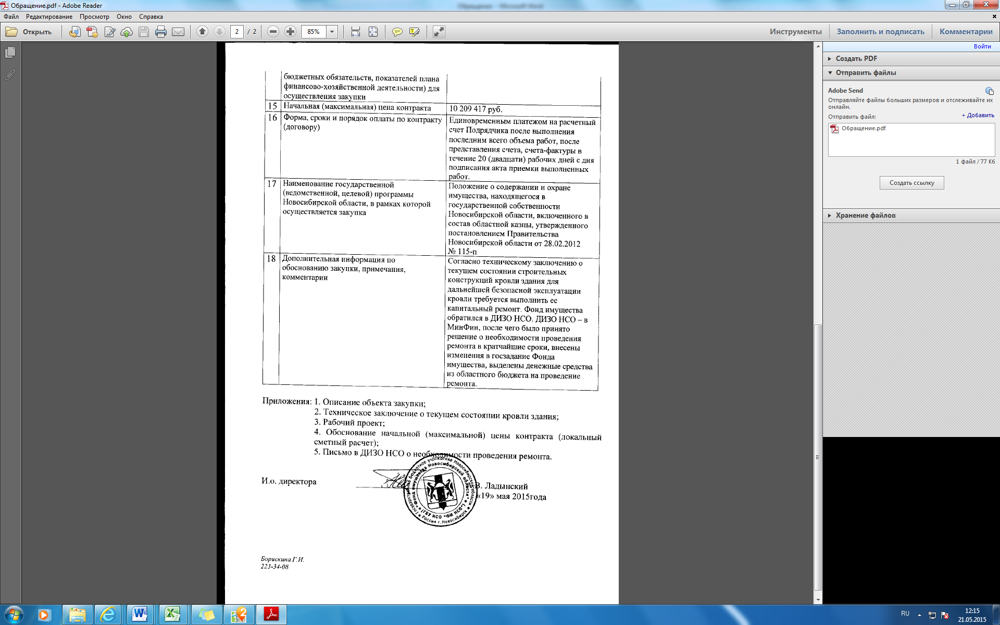 Обращение.pdf - Adobe Reader
Файл Редактирование Просмотр Окно Справка
Открыть 2 / 2 85% Инструменты Заполнить и подписать Комментарии
бюджетных обязательств, показателей плана
финансово-хозяйственной деятельности) для
осуществления закупки
15 Начальная (максимальная) цена контракта 10 209 417 руб.
16 Форма, сроки и порядок оплаты по контракту
(договору)
Единовременным платежом на расчетный
счет Подрядчика после выполнения
последним всего объема работ, после
представления счета, счета-фактуры в
течение 20 (двадцати) рабочих дней с дня
подписания акта приемки выполненных
работ.
17 Наименование государственной
(ведомственной, целевой) программы
Новосибирской области, в рамках которой
осуществляется закупка
Положение о содержании и охране
имущества, находящегося в
государственной собственности
Новосибирской области, включенного в
состав областной казны, утвержденного
постановлением Правительства
Новосибирской области от 28.02.2012
№ 115-п
18 Дополнительная информация по
обоснованию закупки, примечания,
комментарии
Согласно техническому заключению о
текущем состоянии строительных
конструкций кровли здания для
дальнейшей безопасной эксплуатации
кровли требуется выполнить ее
капитальный ремонт. Фонд имущества
обратился в ДИЗО НСО. ДИЗО НСО – в
МинФин, после чего было принято
решение о необходимости проведения
ремонта в кратчайшие сроки, внесены
изменения в госзадание Фонда
имущества, выделены денежные средства
из областного бюджета на проведение
ремонта.
Приложения: 1. Описание объекта закупки;
2. Техническое заключение о текущем состоянии кровли здания;
3. Рабочий проект;
4. Обоснование начальной (максимальной) цены контракта (локальный
сметный расчет);
5. Письмо в ДИЗО НСО о необходимости проведения ремонта.
И.о. директора
В. Ладынский
«19» мая 2015года
Государственное бюджетное учреждение Новосибирской области
Россия г.Новосибирск
"Фонд имущества Новосибирской области"
(ГБУ НСО "ФИ НСО")
Борискина Г.И.
223-34-08
Войти
Создать PDF
Отправить файлы
Adobe Send
Отправляйте файлы больших размеров и отслеживайте их
онлайн.
Отправить файл: + Добавить
Обращение.pdf
1 файл / 77 Кб
Создать ссылку
Хранение файлов
RU
12:15
21.05.2015